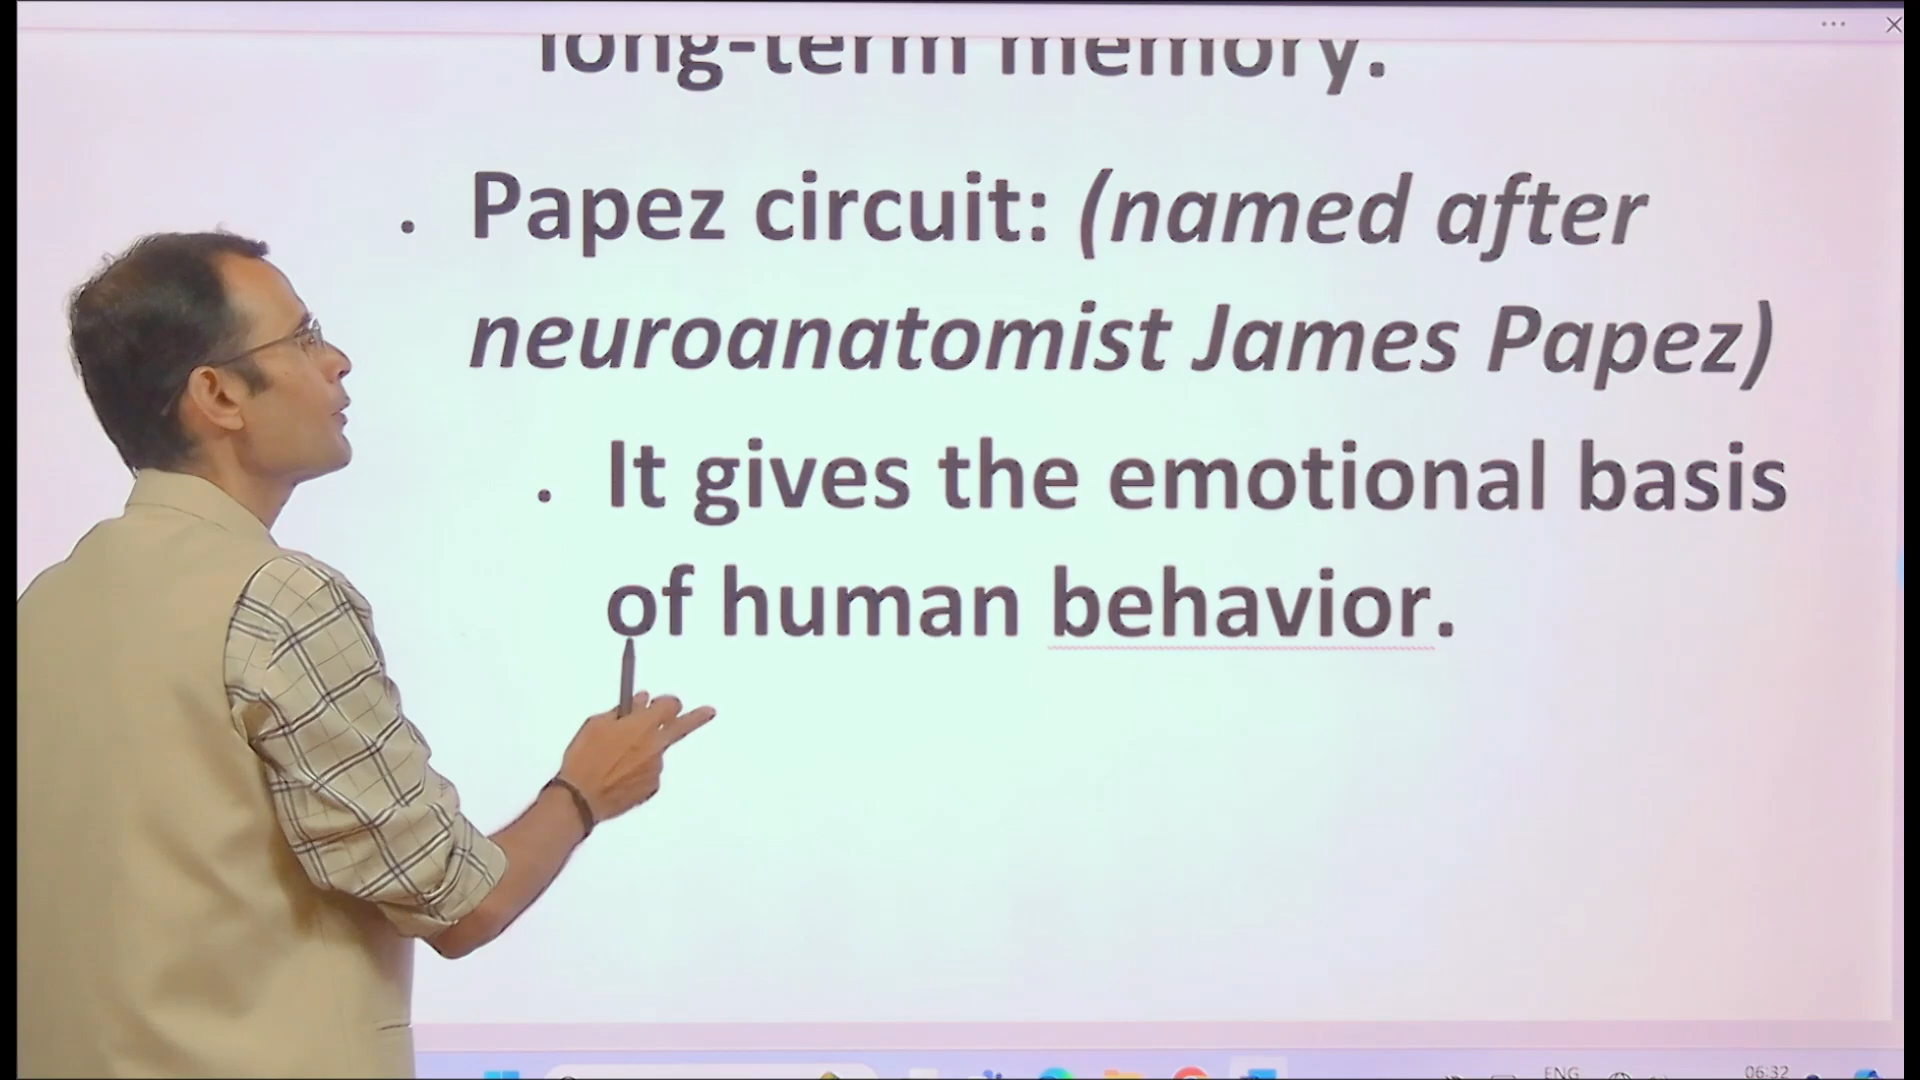 long-term memory.
. Papez circuit: (named after
neuroanatomist James Papez)
. It gives the emotional basis
of human behavior.
ENG
06:32